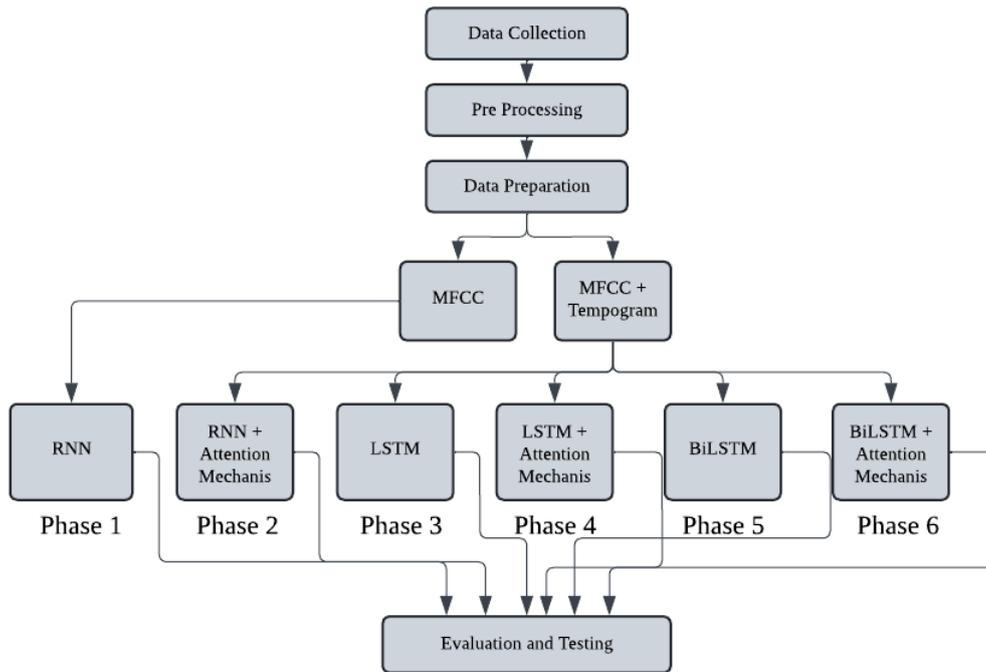 Data Collection
Pre Processing
Data Preparation
MFCC
MFCC +
Tempogram
RNN
RNN +
Attention
Mechanis
LSTM
LSTM +
Attention
Mechanis
BiLSTM
BiLSTM +
Attention
Mechanis
Phase 1
Phase 2
Phase 3
Phase 4
Phase 5
Phase 6
Evaluation and Testing